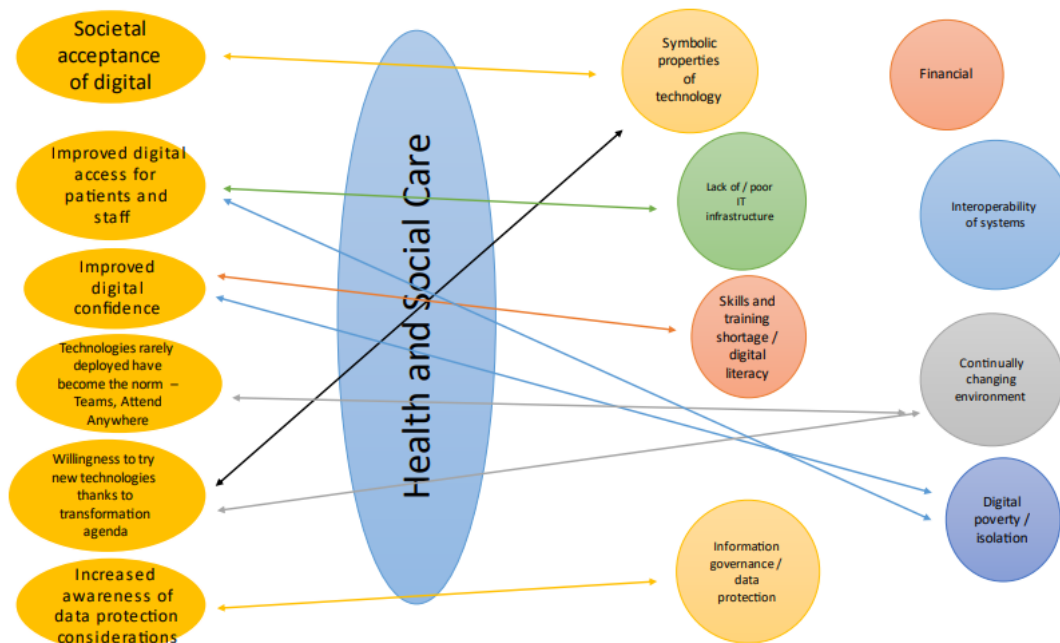 Societal
acceptance
of digital
Improved digital
access for
patients and
staff
Improved
digital
confidence
Technologies rarely
deployed have
become the norm –
Teams, Attend
Anywhere
Willingness to try
new technologies
thanks to
transformation
agenda
Increased
awareness of
data protection
considerations
Health and Social Care
Symbolic
properties
of
technology
Lack of / poor
IT
infrastructure
Skills and
training
shortage /
digital
literacy
Information
governance /
data
protection
Financial
Interoperability
of systems
Continually
changing
environment
Digital
poverty /
isolation